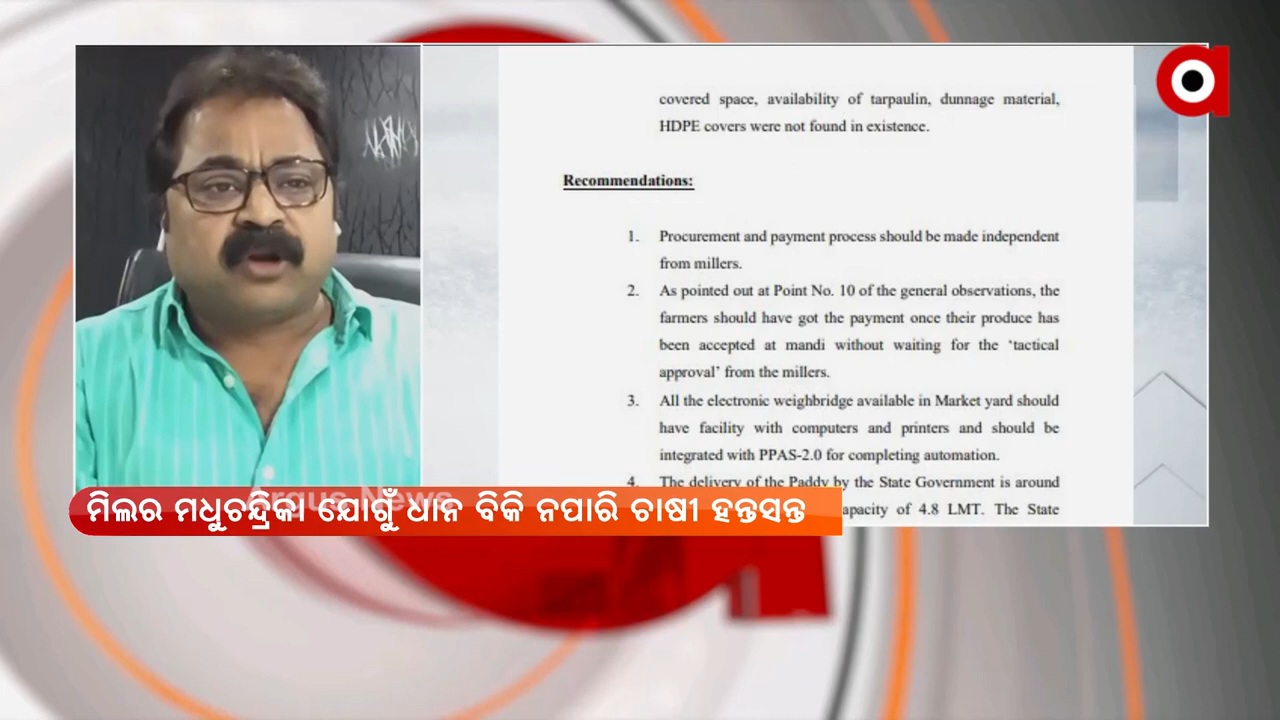 covered space, availability of tarpaulin, dunnage material,
HDPE covers were not found in existence.
Recommendations:
1. Procurement and payment process should be made independent
from millers.
2. As pointed out at Point No. 10 of the general observations, the
farmers should have got the payment once their produce has
been accepted at mandi without waiting for the ‘tactical
approval’ from the millers.
3. All the electronic weighbridge available in Market yard should
have facility with computers and printers and should be
integrated with PPAS-2.0 for completing automation.
4. The delivery of the Paddy by the State Government is around
apacity of 4.8 LMT. The State
Argus News
ମିଲର ମଧୁଚନ୍ଦ୍ରିକା ଯୋଗୁଁ ଧାନ ବିକି ନପାରି ଚାଷୀ ହନ୍ତସନ୍ତ